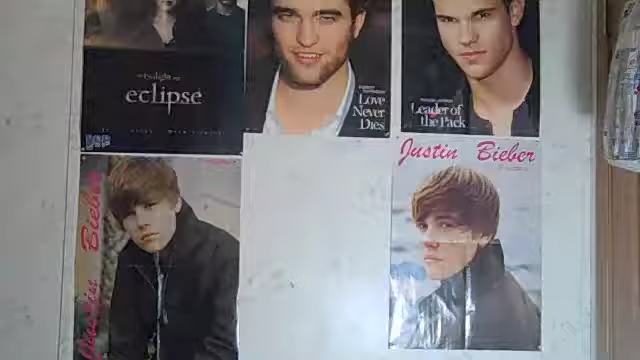 the twilight saga
eclipse
Love
Never
Dies
Leader of
the Pack
Justin Bieber
Justin Bieber